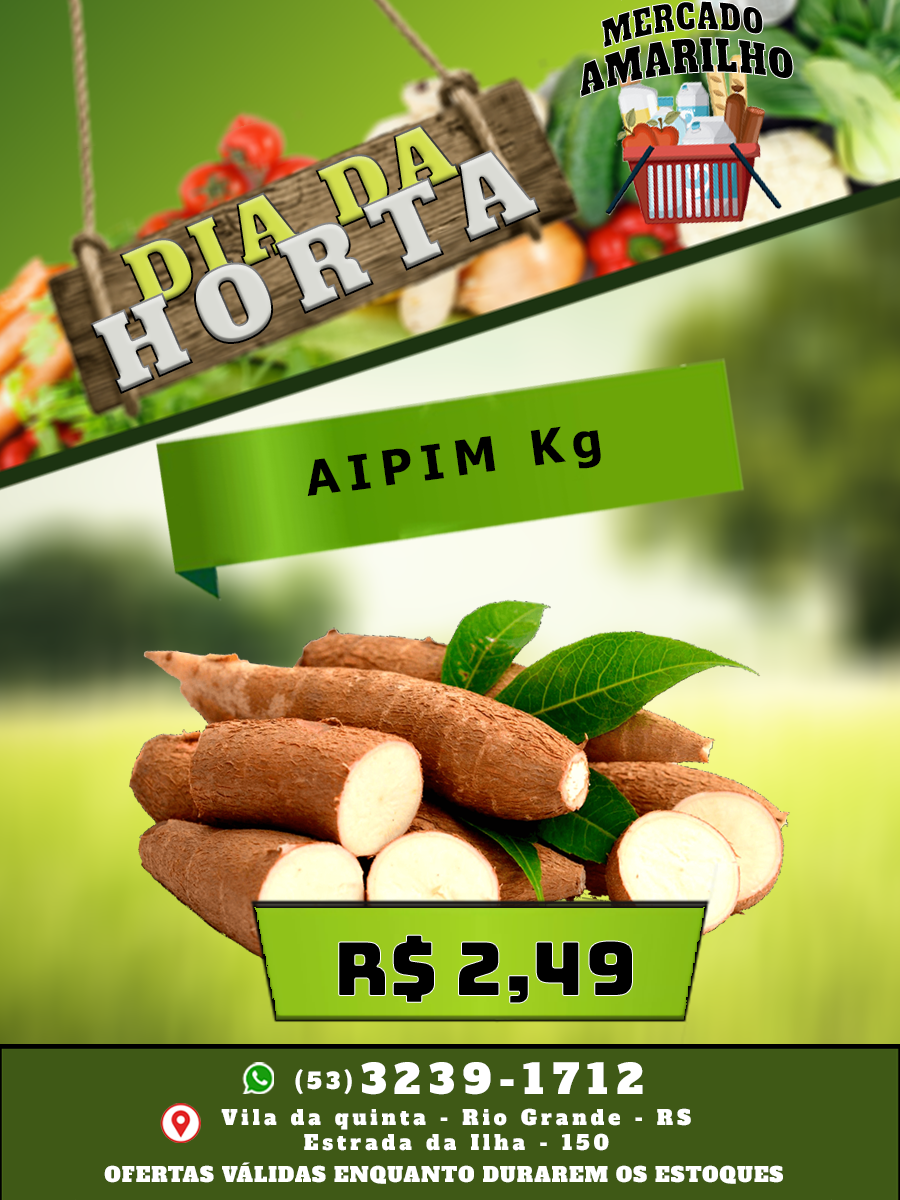 MERCADO
AMARILHO
DIA DA
HORTA
AIPIM Kg
R$ 2,49
(53) 3239-1712
Vila da quinta - Rio Grande - RS
Estrada da Ilha - 150
OFERTAS VÁLIDAS ENQUANTO DURAREM OS ESTOQUES